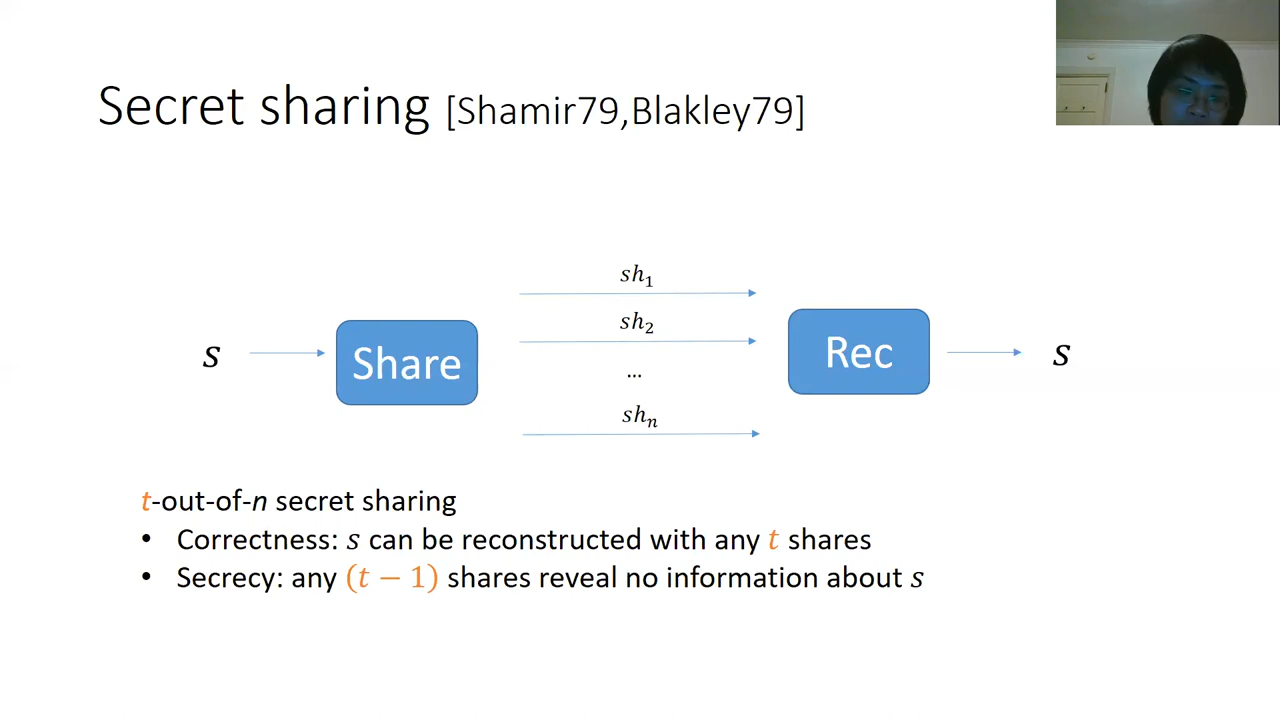 Secret sharing [Shamir79,Blakley79]
sh₁
sh₂
...
shₙ
s
Share
Rec
s
t-out-of-n secret sharing
• Correctness: s can be reconstructed with any t shares
• Secrecy: any (t − 1) shares reveal no information about s